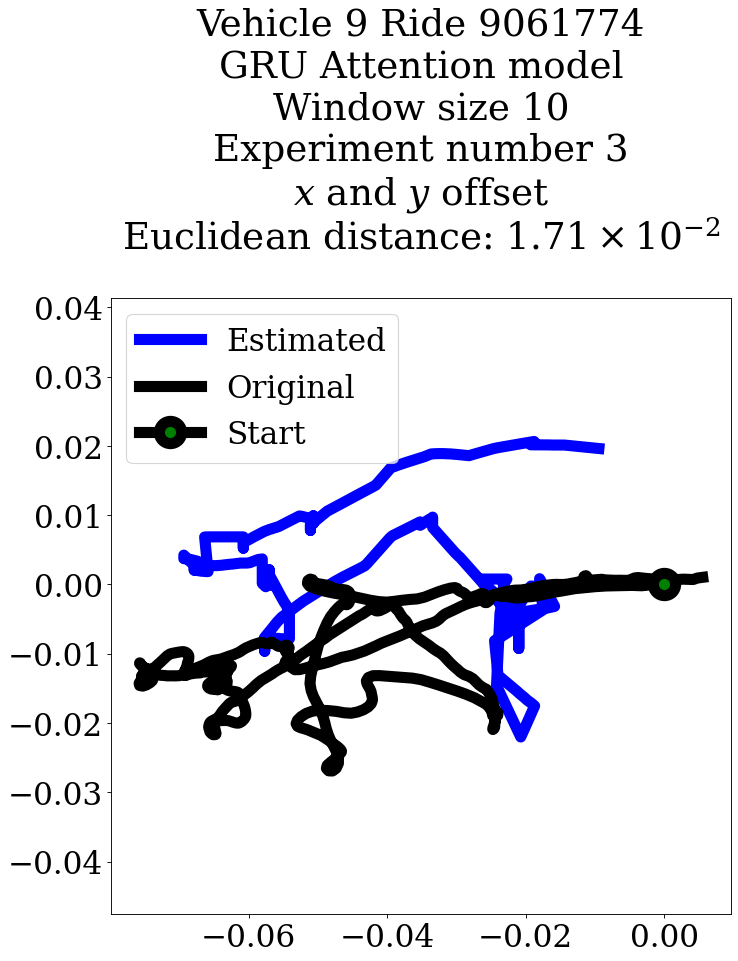 Vehicle 9 Ride 9061774
GRU Attention model
Window size 10
Experiment number 3
x and y offset
Euclidean distance: 1.71 × 10⁻²
Estimated
Original
Start
0.04
0.03
0.02
0.01
0.00
−0.01
−0.02
−0.03
−0.04
−0.06 −0.04 −0.02 0.00